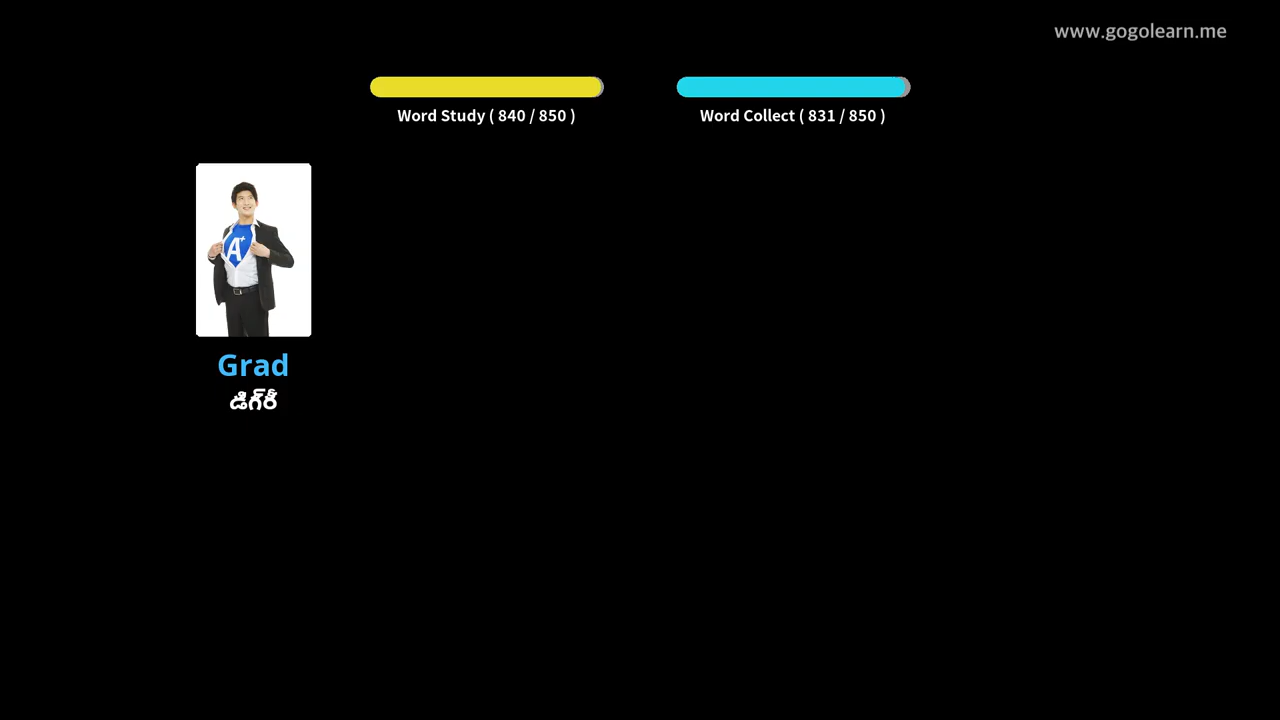 www.gogolearn.me
Word Study ( 840 / 850 )
Word Collect ( 831 / 850 )
A+
Grad
డిగ్‌రీ